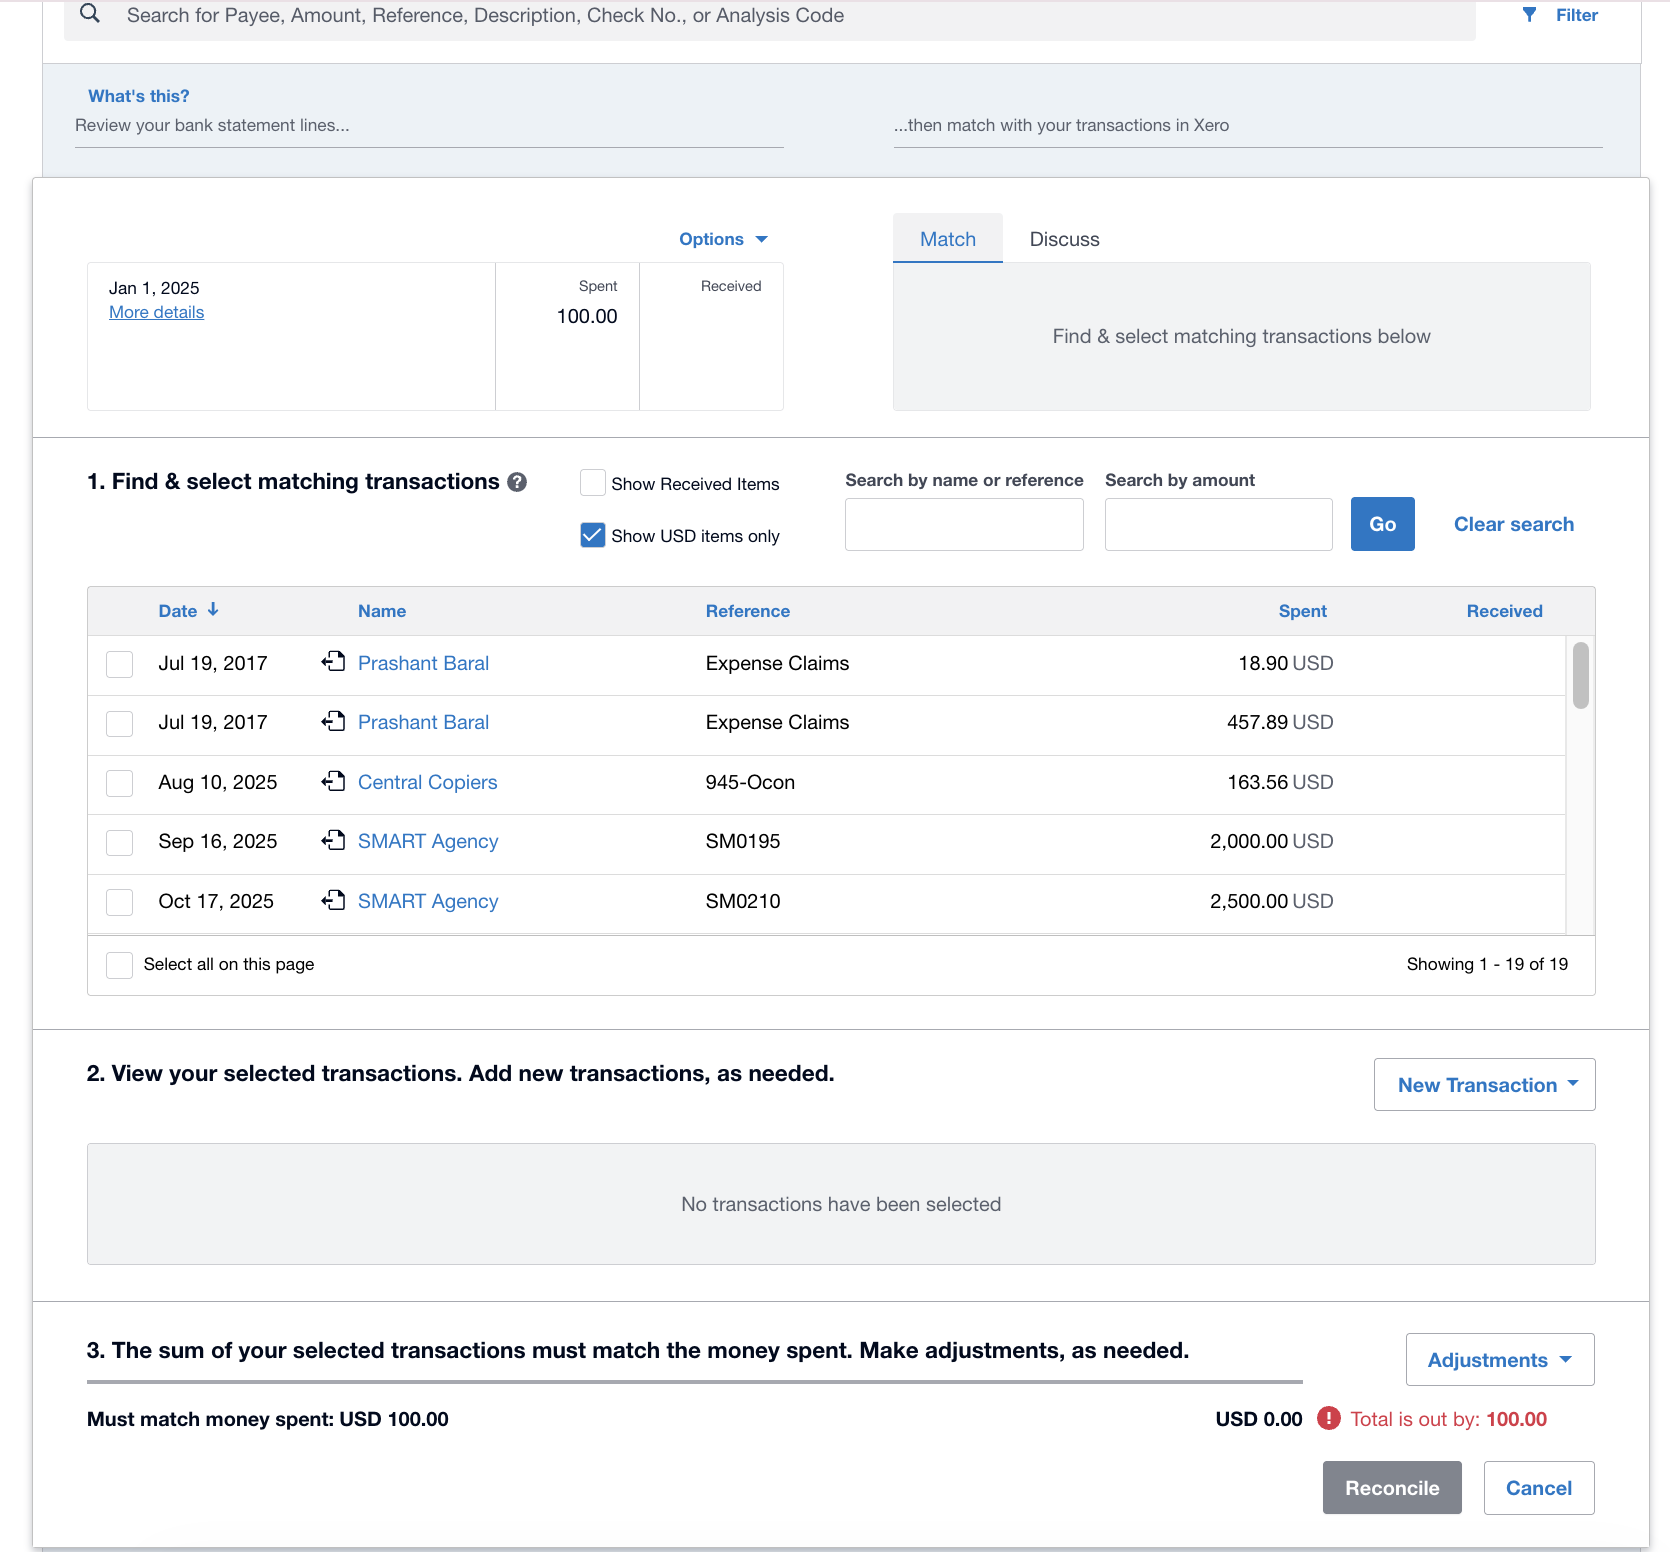 Search for Payee, Amount, Reference, Description, Check No., or Analysis Code
Filter
What's this?
Review your bank statement lines...
...then match with your transactions in Xero
Options
Match
Discuss
Jan 1, 2025
More details
Spent
100.00
Received
Find & select matching transactions below
1. Find & select matching transactions ?
Show Received Items
Show USD items only
Search by name or reference
Search by amount
Go
Clear search
Date Name Reference Spent Received
Jul 19, 2017 Prashant Baral Expense Claims 18.90 USD
Jul 19, 2017 Prashant Baral Expense Claims 457.89 USD
Aug 10, 2025 Central Copiers 945-Ocon 163.56 USD
Sep 16, 2025 SMART Agency SM0195 2,000.00 USD
Oct 17, 2025 SMART Agency SM0210 2,500.00 USD
Select all on this page
Showing 1 - 19 of 19
2. View your selected transactions. Add new transactions, as needed.
New Transaction
No transactions have been selected
3. The sum of your selected transactions must match the money spent. Make adjustments, as needed.
Adjustments
Must match money spent: USD 100.00
USD 0.00 ! Total is out by: 100.00
Reconcile
Cancel